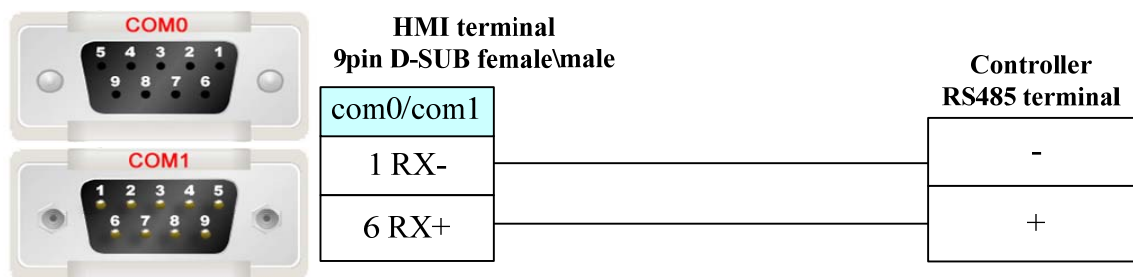 COM0
5 4 3 2 1
9 8 7 6
COM1
1 2 3 4 5
6 7 8 9
HMI terminal
9pin D-SUB female\male
com0/com1
1 RX-
6 RX+
Controller
RS485 terminal
-
+